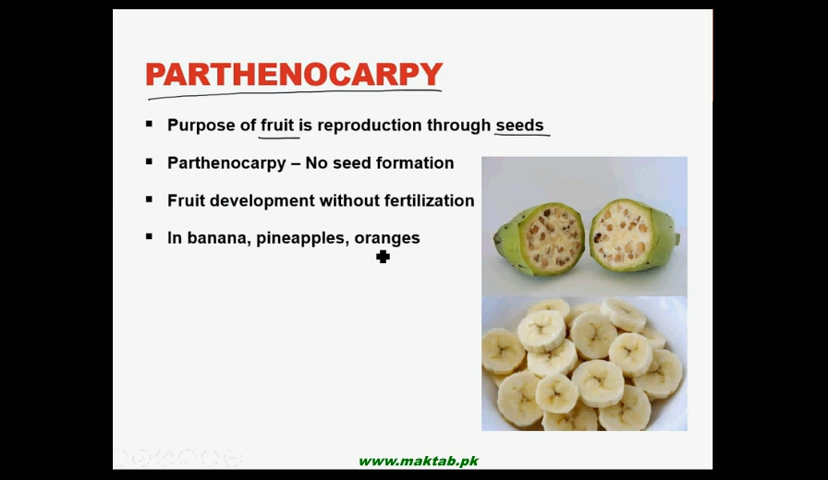 PARTHENOCARPY
▪ Purpose of fruit is reproduction through seeds
▪ Parthenocarpy – No seed formation
▪ Fruit development without fertilization
▪ In banana, pineapples, oranges
www.maktab.pk